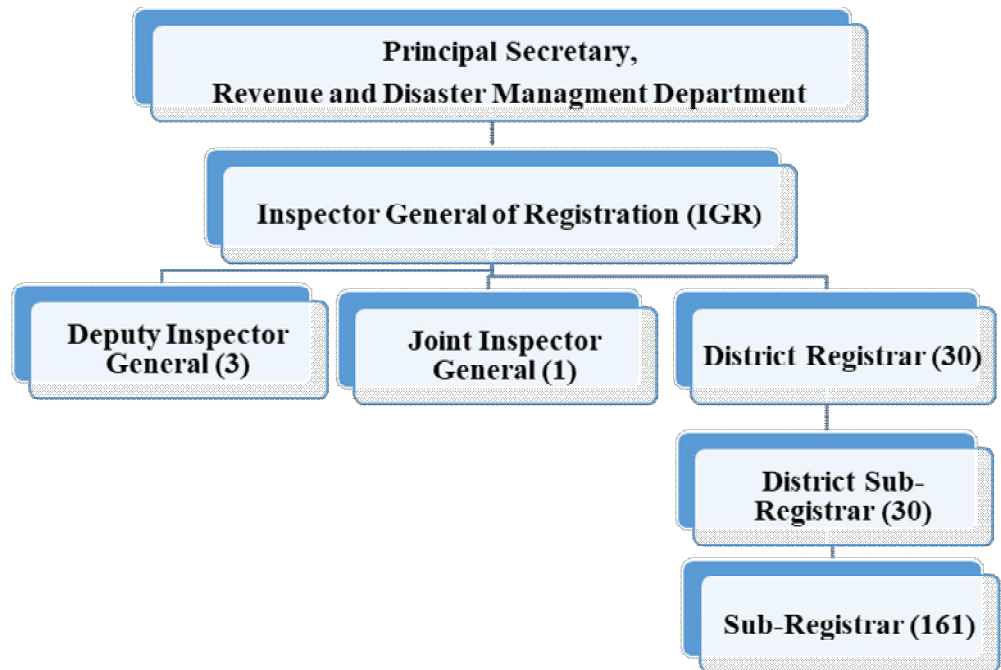 Principal Secretary,
Revenue and Disaster Managment Department
Inspector General of Registration (IGR)
Deputy Inspector
General (3)
Joint Inspector
General (1)
District Registrar (30)
District Sub-
Registrar (30)
Sub-Registrar (161)